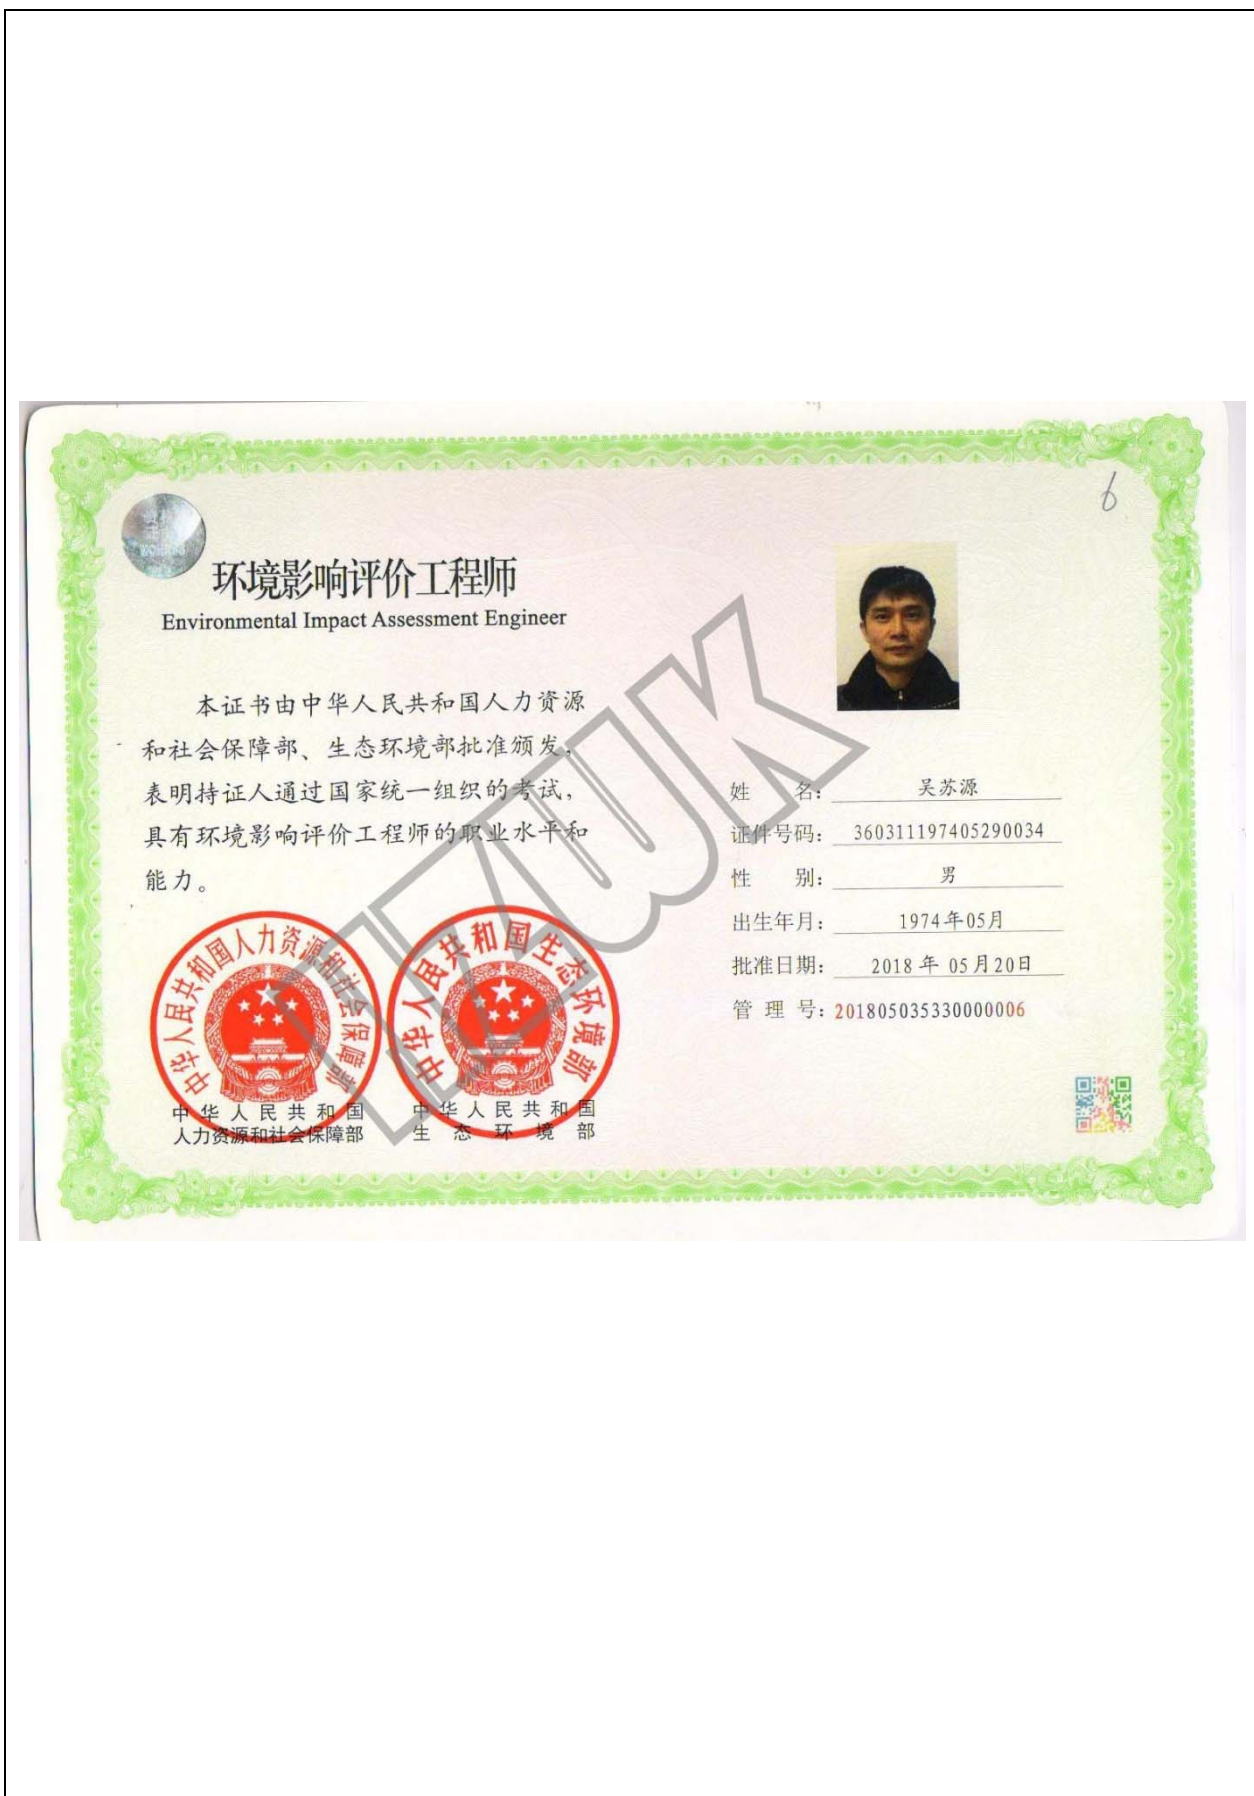 6
环境影响评价工程师
Environmental Impact Assessment Engineer
本证书由中华人民共和国人力资源
和社会保障部、生态环境部批准颁发,
表明持证人通过国家统一组织的考试,
具有环境影响评价工程师的职业水平和
能力。
中华人民共和国人力资源和社会保障部
中华人民共和国生态环境部
中华人民共和国
人力资源和社会保障部
中华人民共和国
生态环境部
姓名: 吴苏源
证件号码: 360311197405290034
性别: 男
出生年月: 1974年05月
批准日期: 2018年05月20日
管理号: 201805035330000006